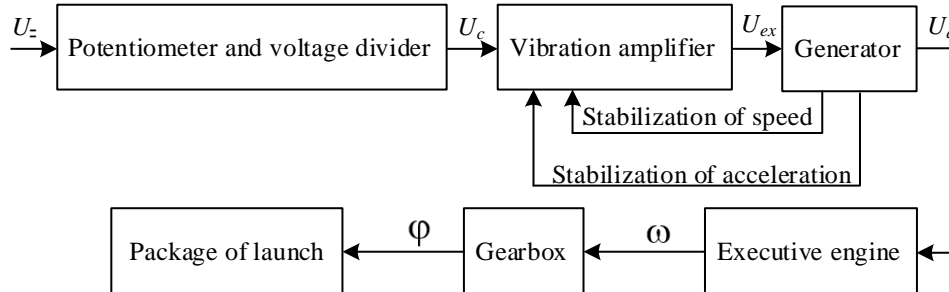 U= Potentiometer and voltage divider Uc Vibration amplifier Uex Generator
Stabilization of speed
Stabilization of acceleration
Package of launch φ Gearbox ω Executive engine